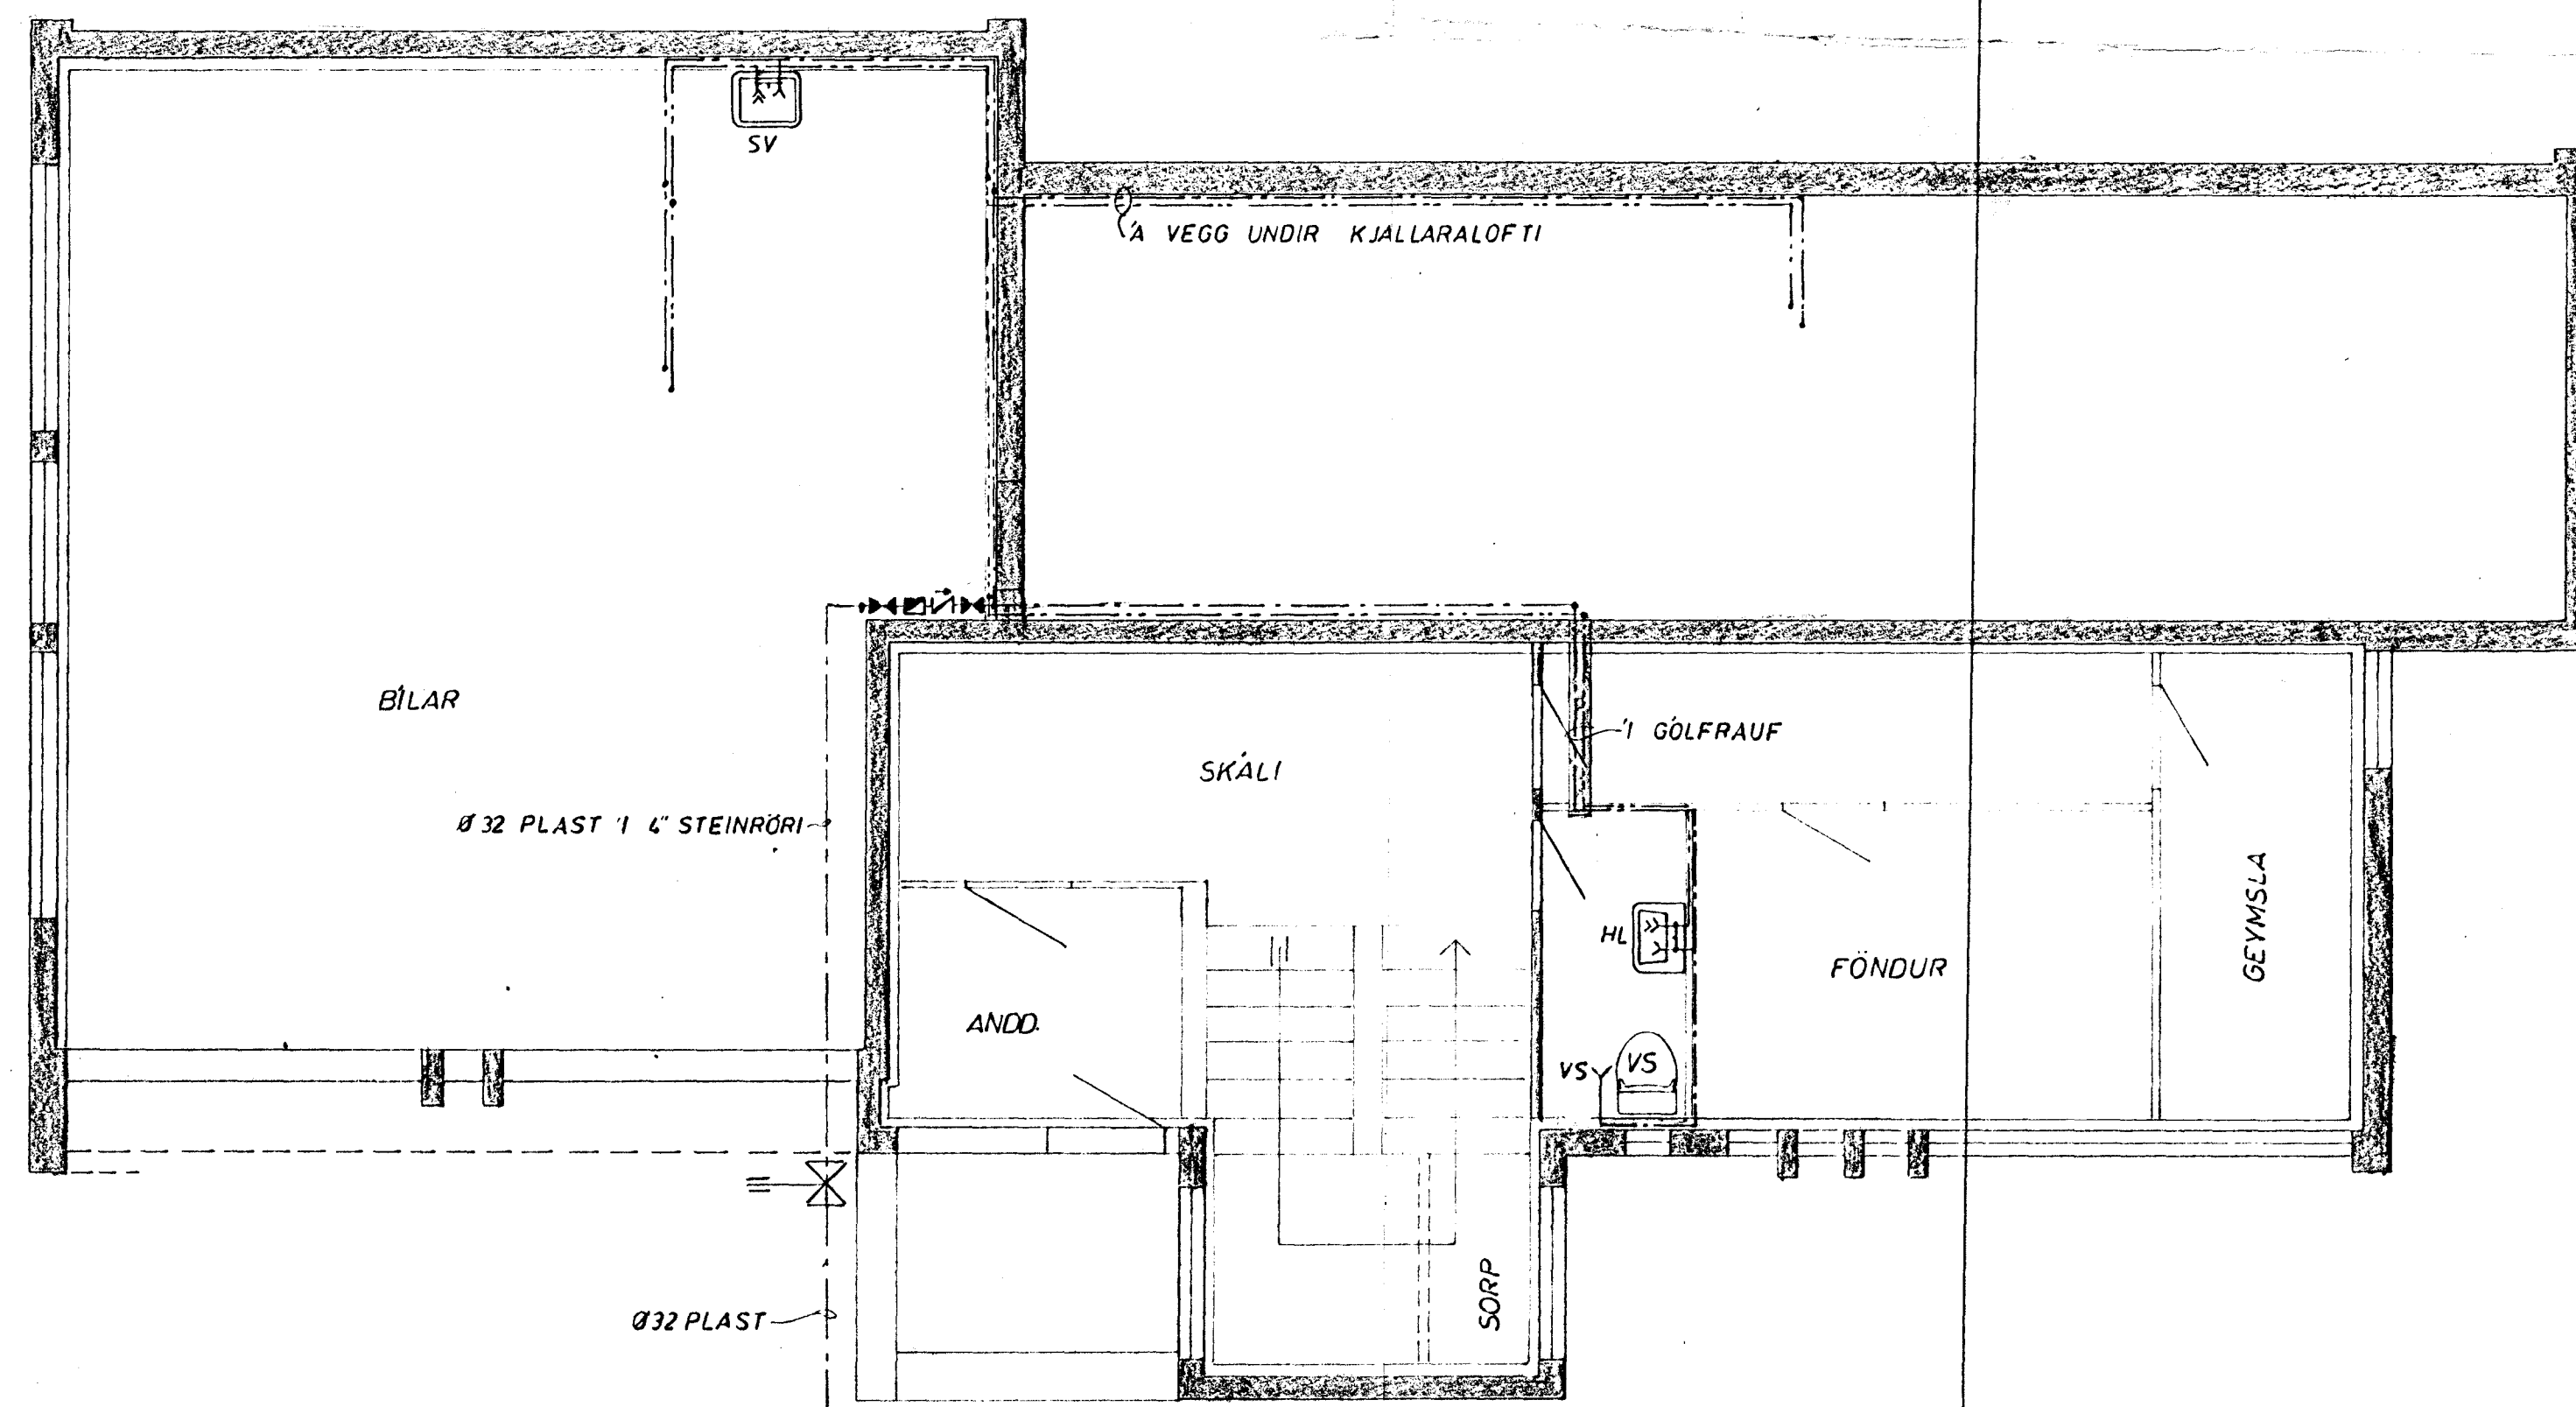 SV
Á VEGG UNDIR KJALLARALOFTI
BÍLAR
SKÁLI
Í GÓLFRAUF
Ø 32 PLAST Í 4" STEINRÖRI
HL
FÖNDUR
GEYMSLA
ANDD.
VS
VS
SORP
Ø32 PLAST